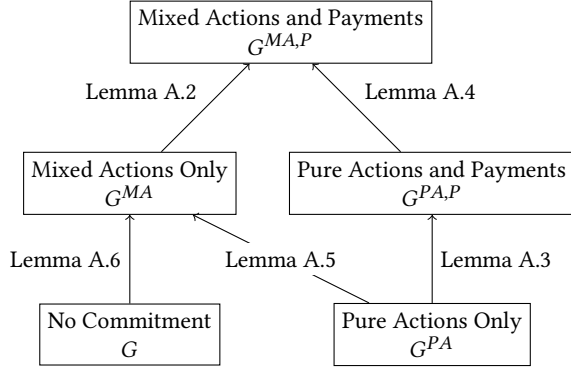 Mixed Actions and Payments
G^{MA,P}
Lemma A.2
Lemma A.4
Mixed Actions Only
G^{MA}
Pure Actions and Payments
G^{PA,P}
Lemma A.6
Lemma A.5
Lemma A.3
No Commitment
G
Pure Actions Only
G^{PA}